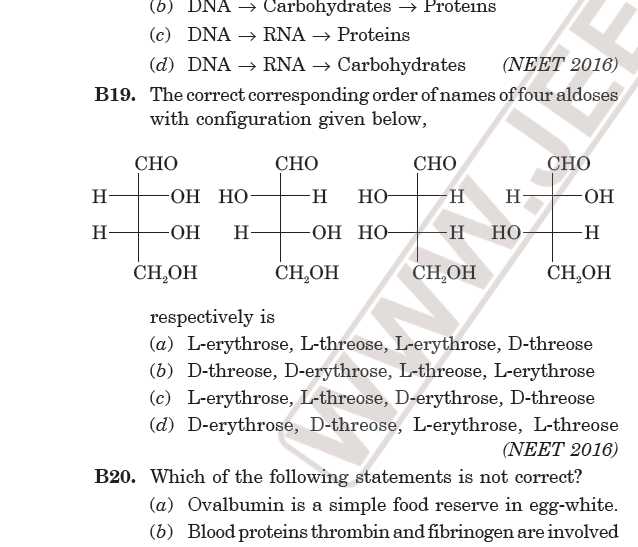 (b) DNA → Carbohydrates → Proteins
(c) DNA → RNA → Proteins
(d) DNA → RNA → Carbohydrates (NEET 2016)
B19. The correct corresponding order of names of four aldoses
with configuration given below,
CHO CHO CHO CHO
H OH HO H HO H H OH
H OH H OH HO H HO H
CH₂OH CH₂OH CH₂OH CH₂OH
respectively is
(a) L-erythrose, L-threose, L-erythrose, D-threose
(b) D-threose, D-erythrose, L-threose, L-erythrose
(c) L-erythrose, L-threose, D-erythrose, D-threose
(d) D-erythrose, D-threose, L-erythrose, L-threose
(NEET 2016)
B20. Which of the following statements is not correct?
(a) Ovalbumin is a simple food reserve in egg-white.
(b) Blood proteins thrombin and fibrinogen are involved
WWW.JEE